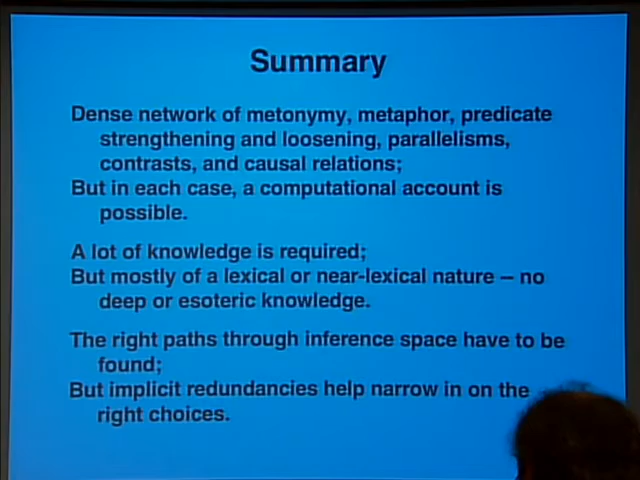 Summary
Dense network of metonymy, metaphor, predicate
strengthening and loosening, parallelisms,
contrasts, and causal relations;
But in each case, a computational account is
possible.
A lot of knowledge is required;
But mostly of a lexical or near-lexical nature – no
deep or esoteric knowledge.
The right paths through inference space have to be
found;
But implicit redundancies help narrow in on the
right choices.